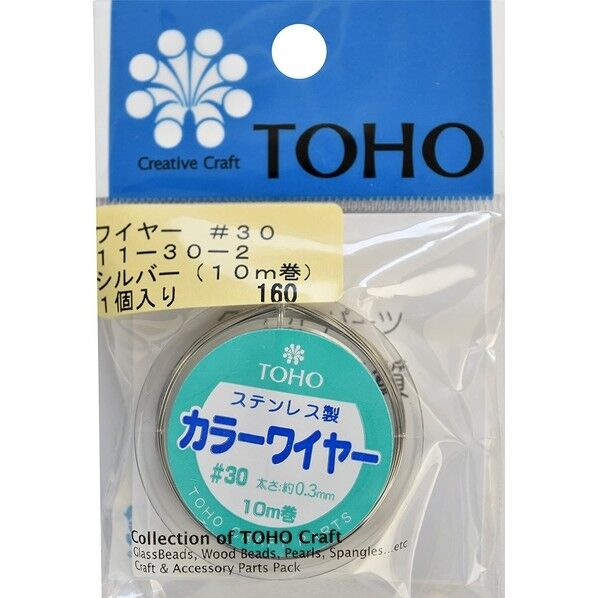 Creative Craft
TOHO
ワイヤー ＃３０
１１－３０－２
シルバー（１０ｍ巻）
１個入り 160
TOHO
ステンレス製
カラーワイヤー
#30 太さ:約0.3mm
10m巻
Collection of TOHO Craft
GlassBeads, Wood Beads, Pearls, Spangles...etc
Craft & Accessory Parts Pack